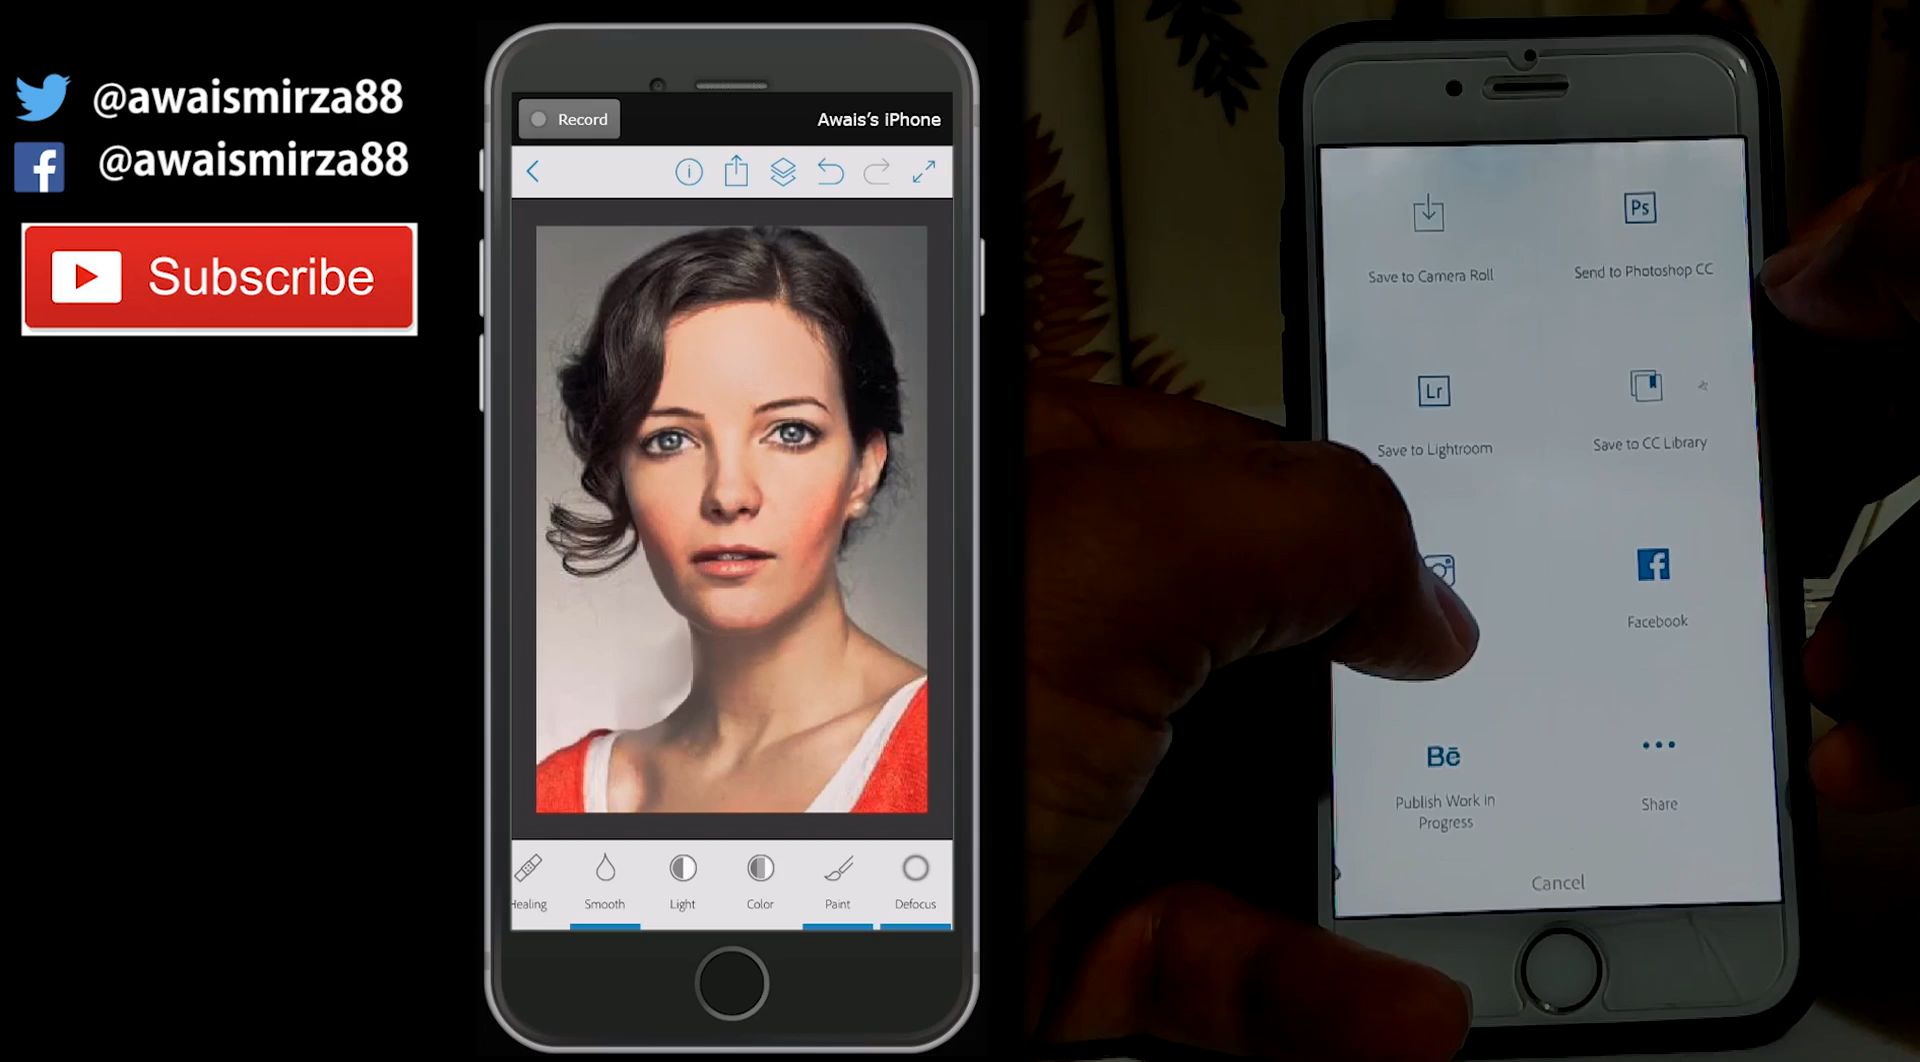 @awaismirza88
@awaismirza88
Subscribe
Record
Awais's iPhone
Healing
Smooth
Light
Color
Paint
Defocus
Save to Camera Roll
Ps
Send to Photoshop CC
Lr
Save to Lightroom
Save to CC Library
Facebook
Bē
Publish Work in
Progress
Share
Cancel